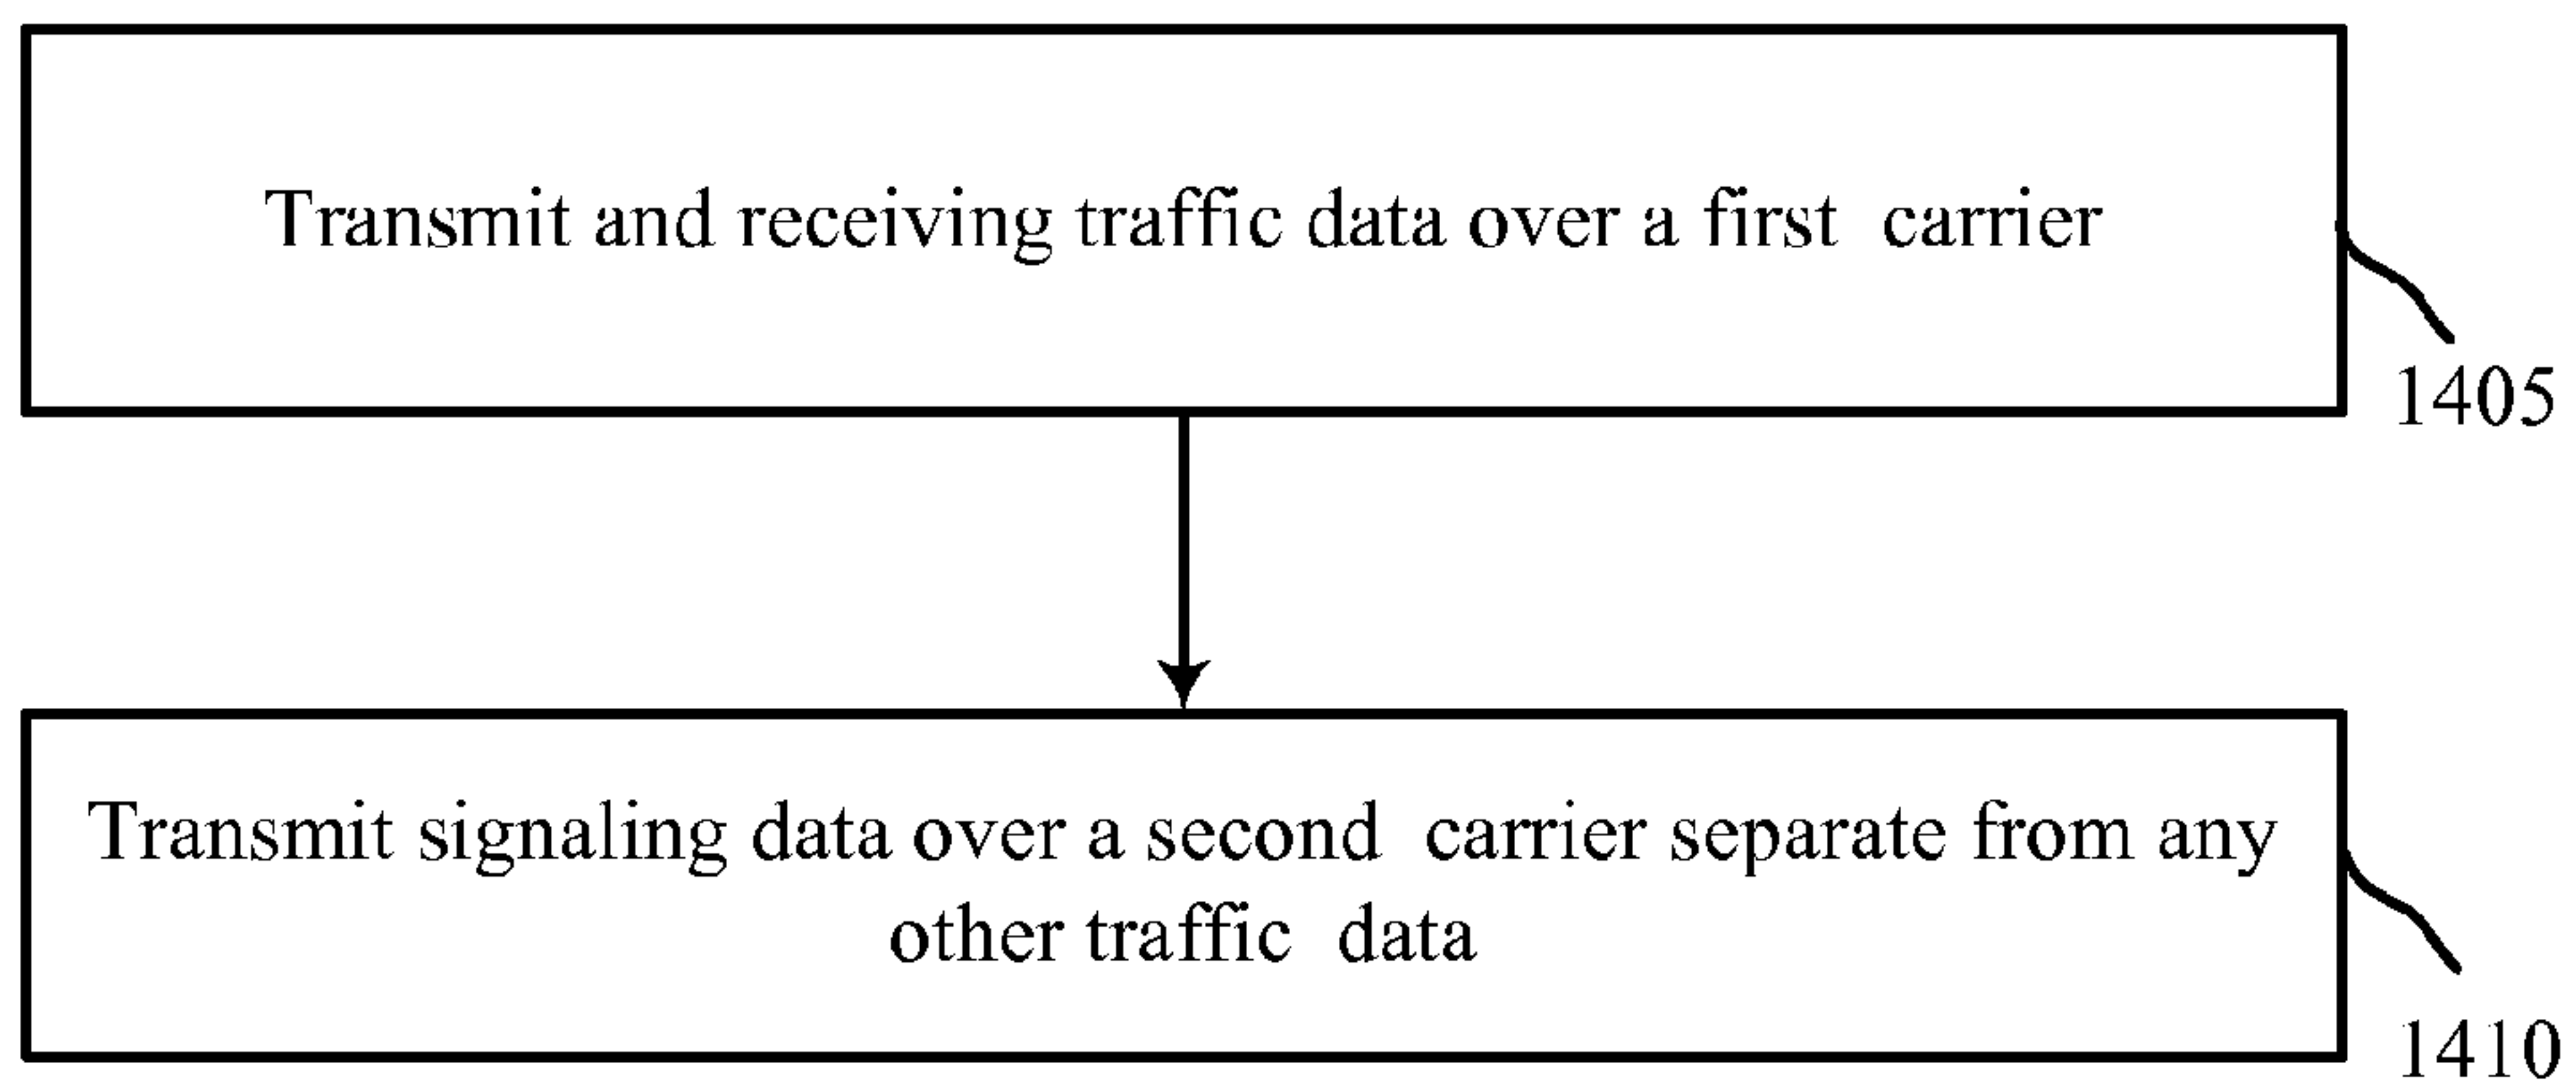 Transmit and receiving traffic data over a first carrier
1405
Transmit signaling data over a second carrier separate from any
other traffic data
1410